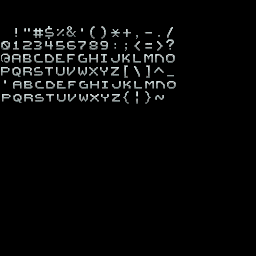 !"#$%&'()*+,-./
0123456789:;<=>?
@ABCDEFGHIJKLMNO
PQRSTUVWXYZ[\]^_
'ABCDEFGHIJKLMNO
PQRSTUVWXYZ{¦}~